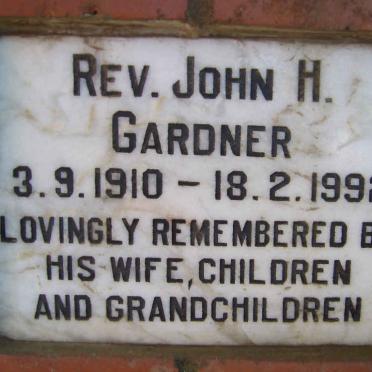 REV. JOHN H.
GARDNER
3.9.1910 – 18.2.1992
LOVINGLY REMEMBERED B
HIS WIFE, CHILDREN
AND GRANDCHILDREN